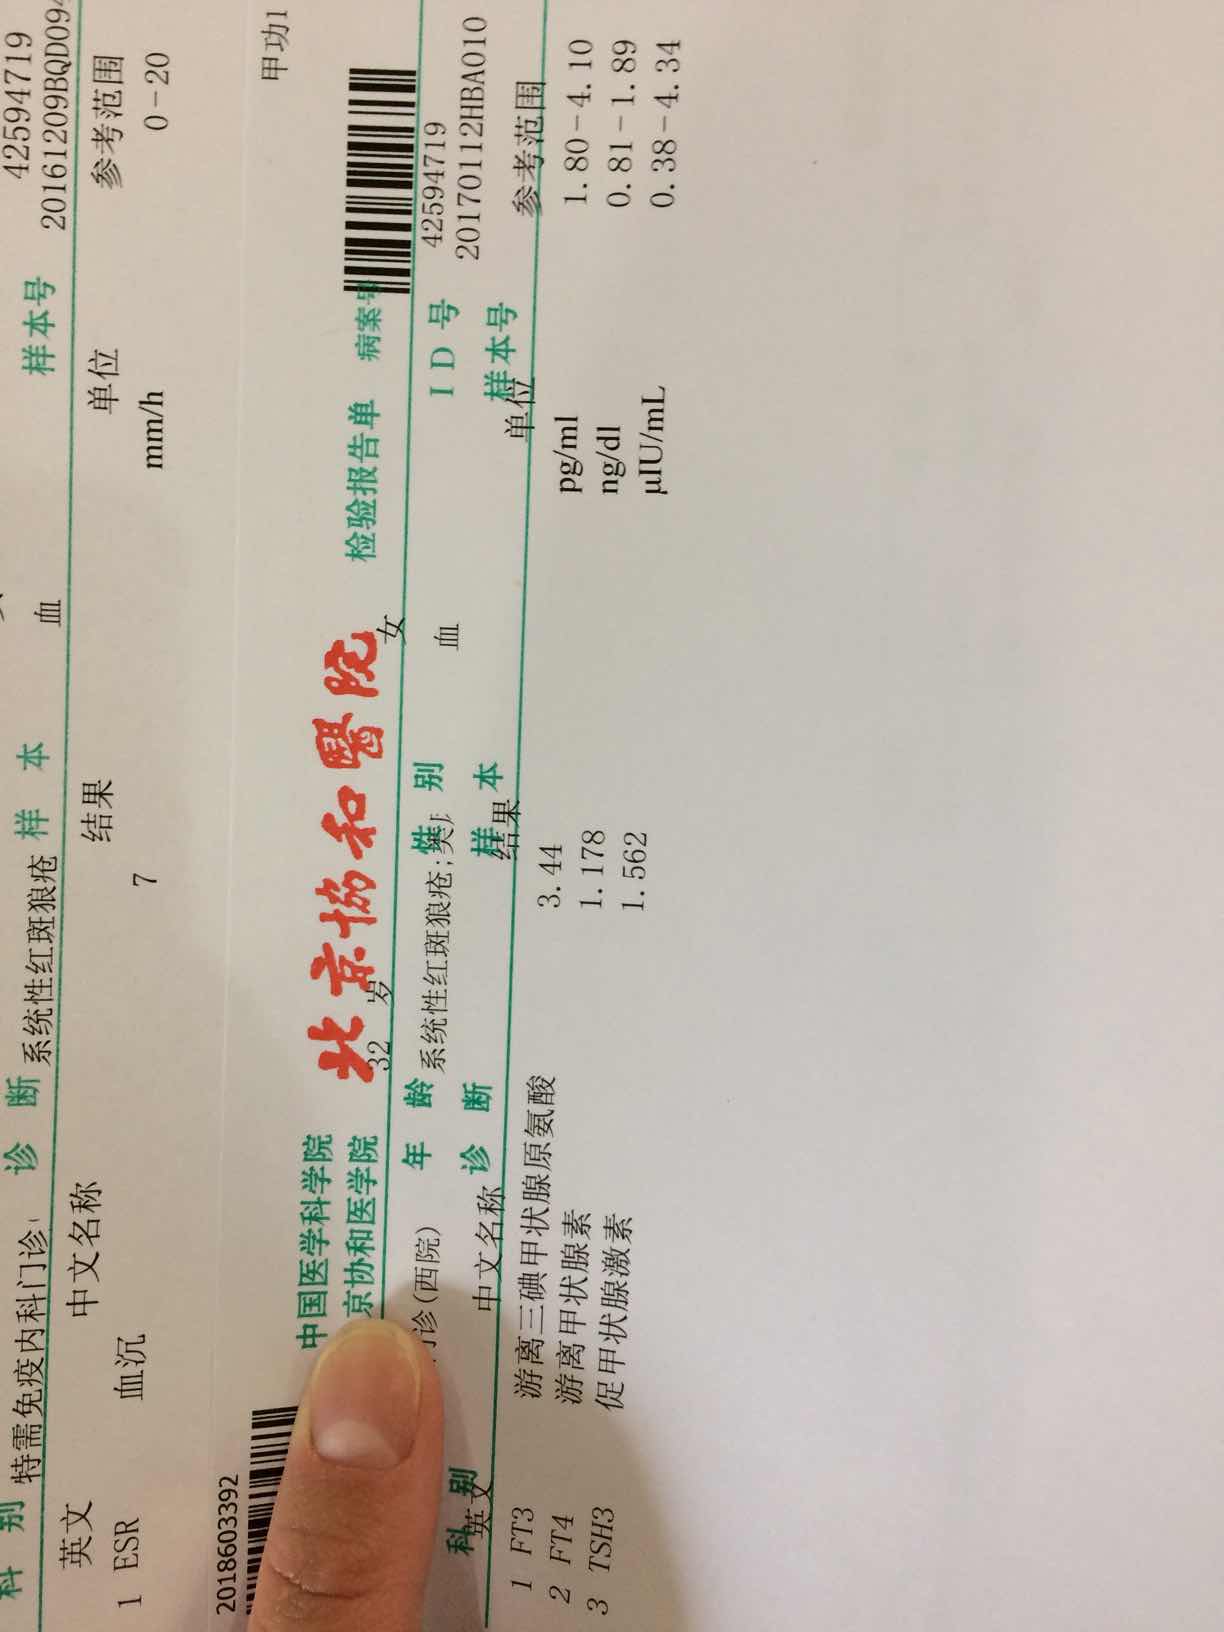 42594719
科 别 特需免疫内科门诊 诊 断 系统性红斑狼疮 样 本 血 样本号 20161209BQD094
英文 中文名称 结果 单位 参考范围
1 ESR 血沉 7 mm/h 0-20
2018603392
甲功1
中国医学科学院
京协和医学院 北京协和醫院 检验报告单 病案号
年 龄 32 岁 性 别 女 ID号 42594719
科 别 门诊(西院) 诊 断 系统性红斑狼疮; 样 本 血 样本号 20170112HBA010
英文 中文名称 结果 单位 参考范围
1 FT3 游离三碘甲状腺原氨酸 3.44 pg/ml 1.80-4.10
2 FT4 游离甲状腺素 1.178 ng/dl 0.81-1.89
3 TSH3 促甲状腺激素 1.562 μIU/mL 0.38-4.34